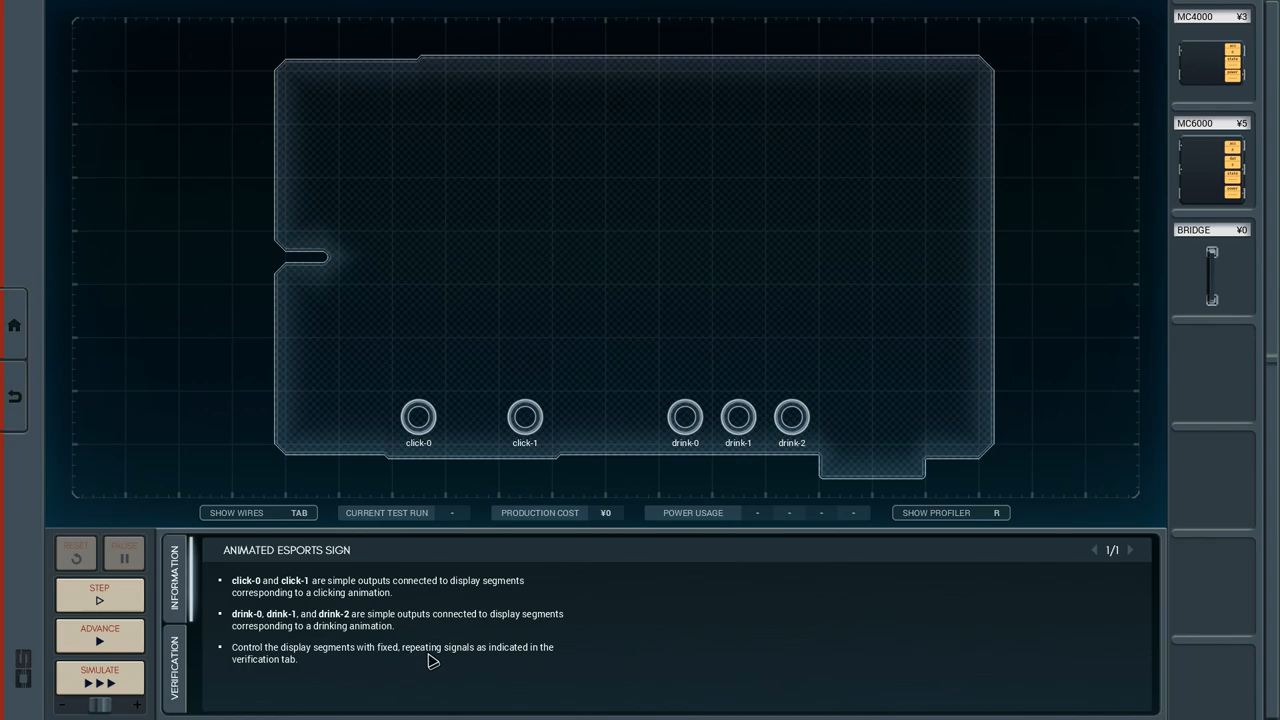 MC4000 ¥3
MC6000 ¥5
BRIDGE ¥0
click-0
click-1
drink-0
drink-1
drink-2
SHOW WIRES TAB
CURRENT TEST RUN -
PRODUCTION COST ¥0
POWER USAGE - - - -
SHOW PROFILER R
RESET
PAUSE
STEP
ADVANCE
SIMULATE
- +
INFORMATION
VERIFICATION
ANIMATED ESPORTS SIGN
1/1
▪ click-0 and click-1 are simple outputs connected to display segments
corresponding to a clicking animation.
▪ drink-0, drink-1, and drink-2 are simple outputs connected to display segments
corresponding to a drinking animation.
▪ Control the display segments with fixed, repeating signals as indicated in the
verification tab.